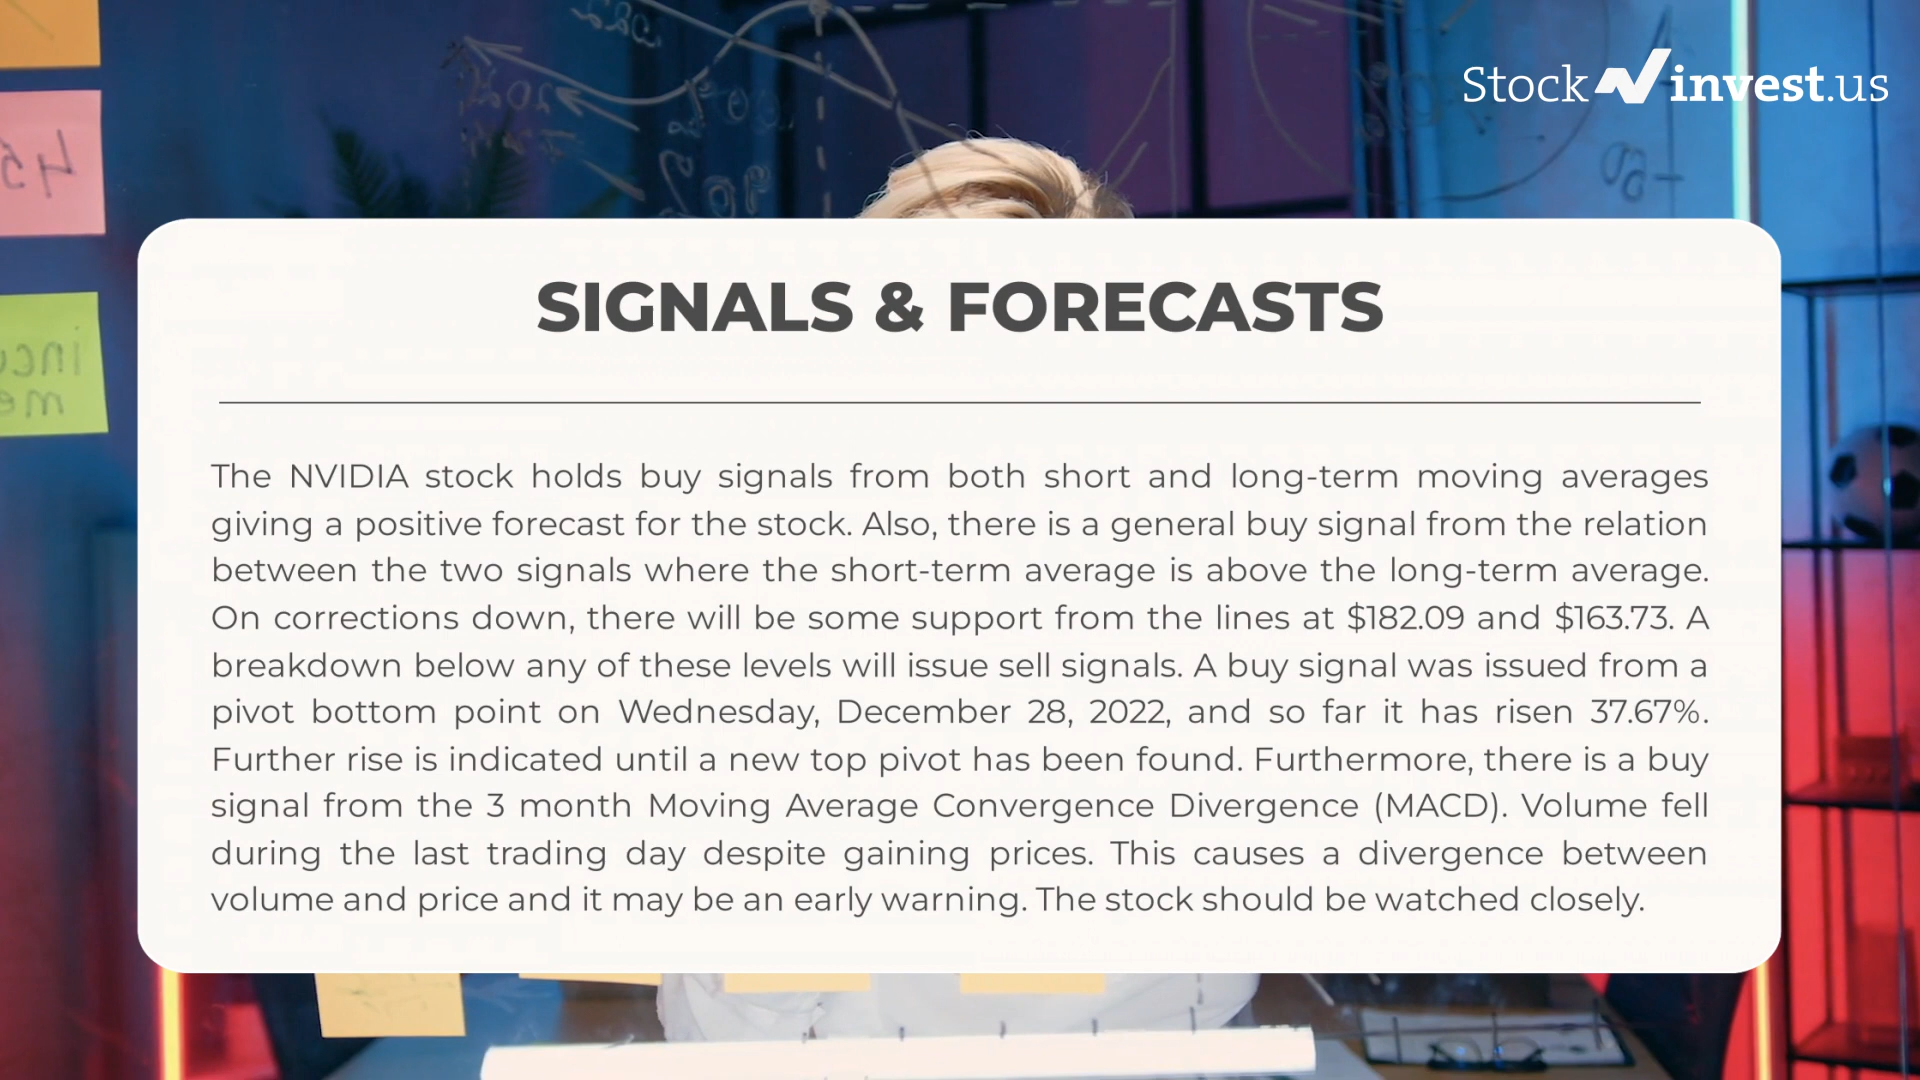 Stock invest.us
SIGNALS & FORECASTS
The NVIDIA stock holds buy signals from both short and long-term moving averages
giving a positive forecast for the stock. Also, there is a general buy signal from the relation
between the two signals where the short-term average is above the long-term average.
On corrections down, there will be some support from the lines at $182.09 and $163.73. A
breakdown below any of these levels will issue sell signals. A buy signal was issued from a
pivot bottom point on Wednesday, December 28, 2022, and so far it has risen 37.67%.
Further rise is indicated until a new top pivot has been found. Furthermore, there is a buy
signal from the 3 month Moving Average Convergence Divergence (MACD). Volume fell
during the last trading day despite gaining prices. This causes a divergence between
volume and price and it may be an early warning. The stock should be watched closely.